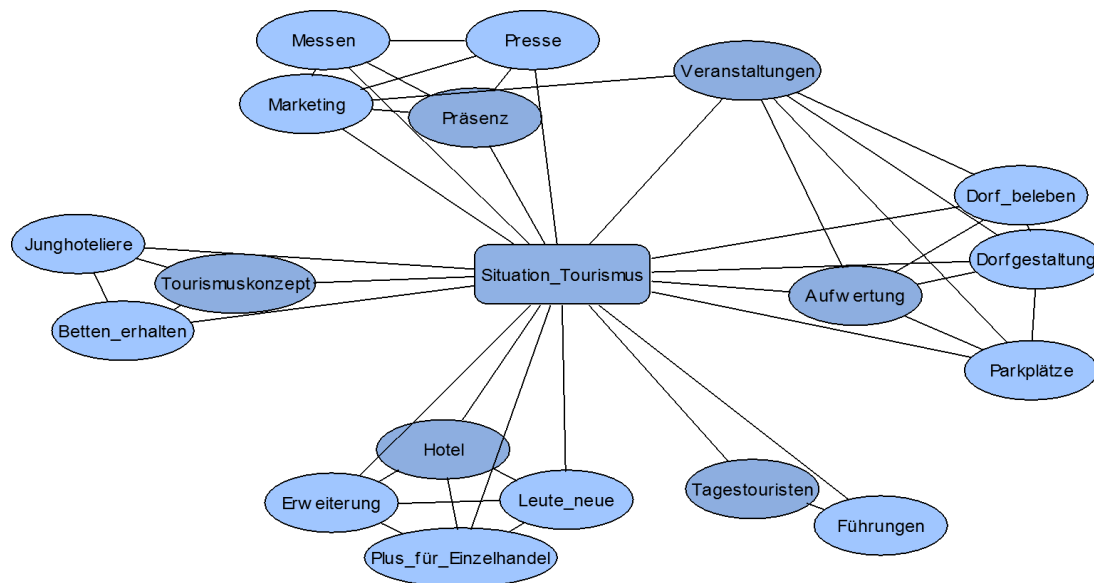 Messen
Presse
Veranstaltungen
Marketing
Präsenz
Dorf_beleben
Junghoteliere
Dorfgestaltung
Situation_Tourismus
Tourismuskonzept
Aufwertung
Betten_erhalten
Parkplätze
Hotel
Tagestouristen
Erweiterung
Leute_neue
Führungen
Plus_für_Einzelhandel